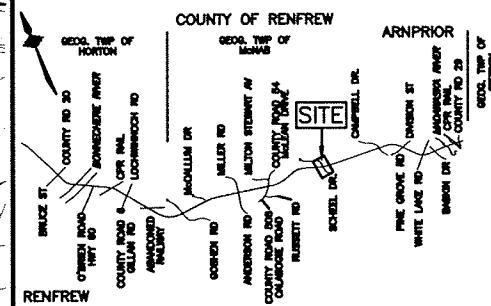 COUNTY OF RENFREW
ARNPRIOR
GEOG. TWP OF
HORTON
GEOG. TWP OF
McNAB
GEOG. TWP OF
COUNTY RD 20
BONNECHERE RIVER
CPR RAIL
LOCHWINNOCH RD
McCALLUM DR
MILLER RD
MILTON STEWART AV
COUNTY ROAD 54
McLEAN DRIVE
SITE
CAMPBELL DR.
DIVISION ST
MADAWASKA RIVER
CPR RAIL
COUNTY RD 29
BRUCE ST
O'BRIEN ROAD
HWY 60
COUNTY ROAD 6
GILLAN RD
ABANDONED
RAILWAY
GOSHEN RD
ANDERSON RD
COUNTY ROAD 508
CALABOGIE ROAD
RUSSETT RD
SCHEEL DR.
PINE GROVE RD
WHITE LAKE RD
BASKIN DR
RENFREW